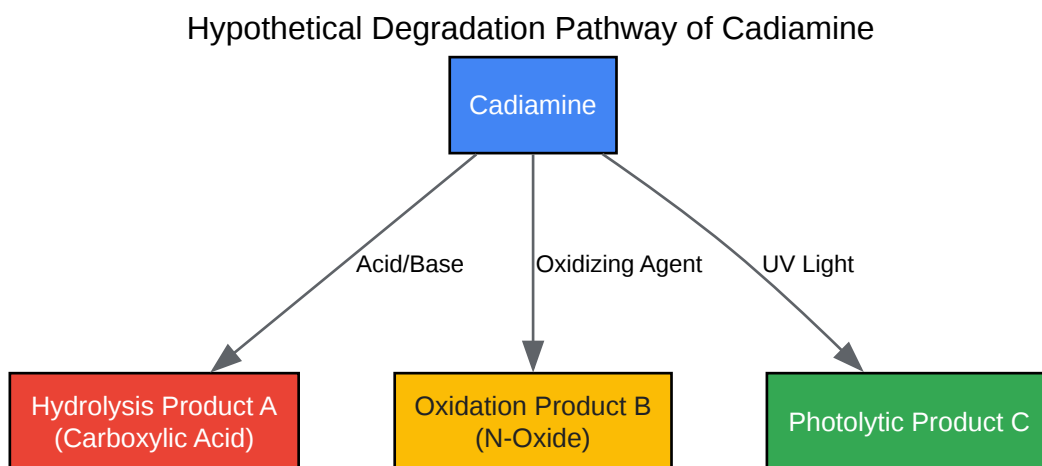 Hypothetical Degradation Pathway of Cadiamine
Cadiamine
Acid/Base
Oxidizing Agent
UV Light
Hydrolysis Product A
(Carboxylic Acid)
Oxidation Product B
(N-Oxide)
Photolytic Product C